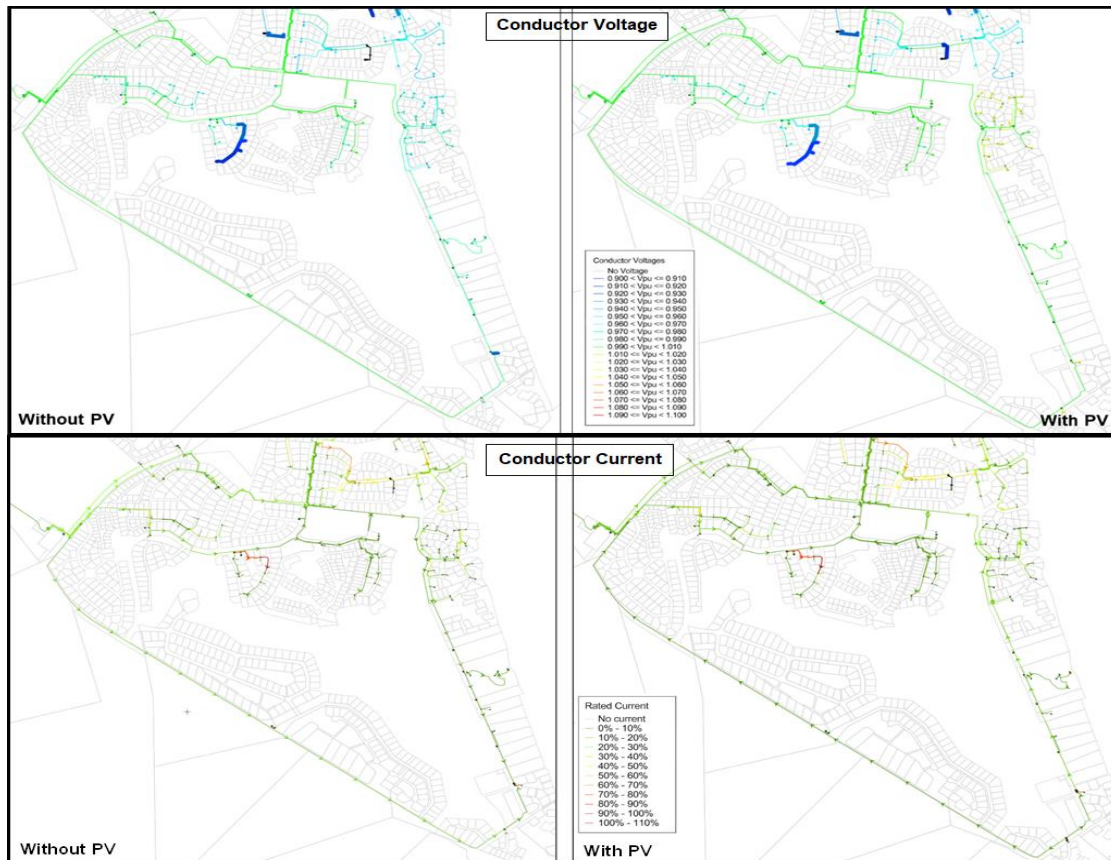 Conductor Voltage
Conductor Voltages
No Voltage
0.900 < Vpu <= 0.910
0.910 < Vpu <= 0.920
0.920 < Vpu <= 0.930
0.930 < Vpu <= 0.940
0.940 < Vpu <= 0.950
0.950 < Vpu <= 0.960
0.960 < Vpu <= 0.970
0.970 < Vpu <= 0.980
0.980 < Vpu <= 0.990
0.990 < Vpu < 1.010
1.010 <= Vpu < 1.020
1.020 <= Vpu < 1.030
1.030 <= Vpu < 1.040
1.040 <= Vpu < 1.050
1.050 <= Vpu < 1.060
1.060 <= Vpu < 1.070
1.070 <= Vpu < 1.080
1.080 <= Vpu < 1.090
1.090 <= Vpu < 1.100
Without PV
With PV
Conductor Current
Rated Current
No current
0% - 10%
10% - 20%
20% - 30%
30% - 40%
40% - 50%
50% - 60%
60% - 70%
70% - 80%
80% - 90%
90% - 100%
100% - 110%
Without PV
With PV